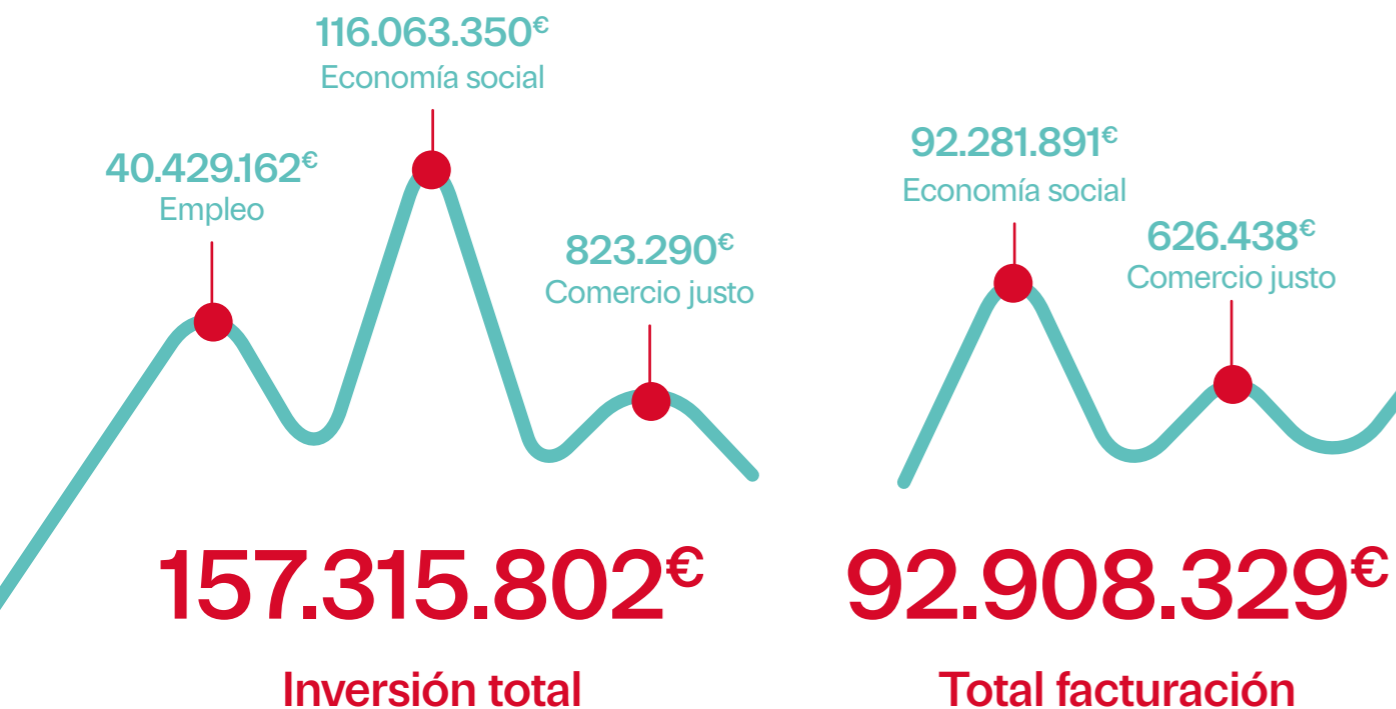 116.063.350€
Economía social
40.429.162€
Empleo
823.290€
Comercio justo
157.315.802€
Inversión total
92.281.891€
Economía social
626.438€
Comercio justo
92.908.329€
Total facturación